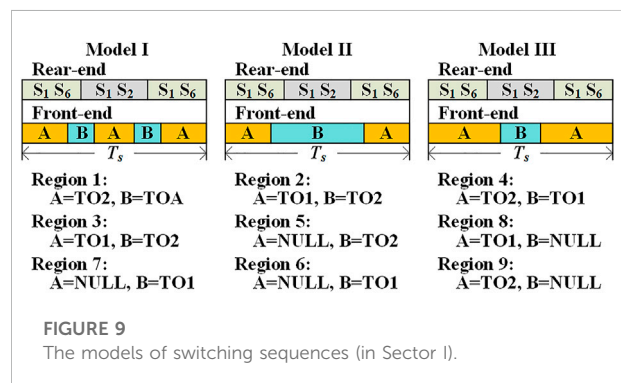 Model I Model II Model III
Rear-end Rear-end Rear-end
S₁ S₆ S₁ S₂ S₁ S₆ S₁ S₆ S₁ S₂ S₁ S₆ S₁ S₆ S₁ S₂ S₁ S₆
Front-end Front-end Front-end
A B A B A A B A A B A
Tₛ Tₛ Tₛ
Region 1: Region 2: Region 4:
A=TO2, B=TOA A=TO1, B=TO2 A=TO2, B=TO1
Region 3: Region 5: Region 8:
A=TO1, B=TO2 A=NULL, B=TO2 A=TO1, B=NULL
Region 7: Region 6: Region 9:
A=NULL, B=TO1 A=NULL, B=TO1 A=TO2, B=NULL
FIGURE 9
The models of switching sequences (in Sector I).